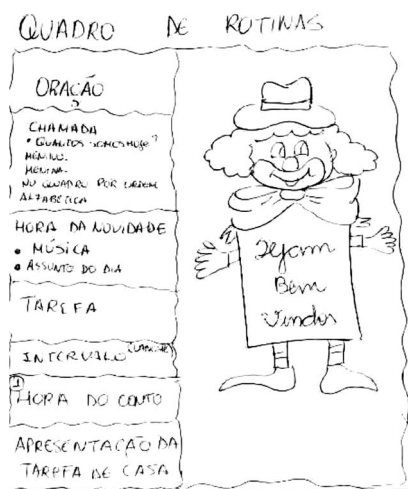 QUADRO DE ROTINAS
ORAÇÃO
CHAMADA
• QUANTOS SOMOS HOJE?
MENINO.
MENINA.
NO QUADRO POR ORDEM
ALFABÉTICA
HORA DA NOVIDADE
• MÚSICA
• ASSUNTO DO DIA
TAREFA
INTERVALO (LANCHE)
HORA DO CONTO
APRESENTAÇÃO DA
TAREFA DE CASA
Sejam
Bem
Vindos